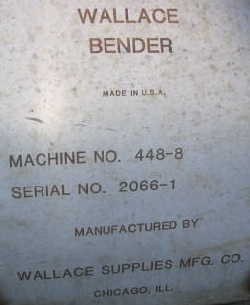 WALLACE
BENDER
MADE IN U.S.A.
MACHINE NO. 448-8
SERIAL NO. 2066-1
MANUFACTURED BY
WALLACE SUPPLIES MFG. CO.
CHICAGO, ILL.